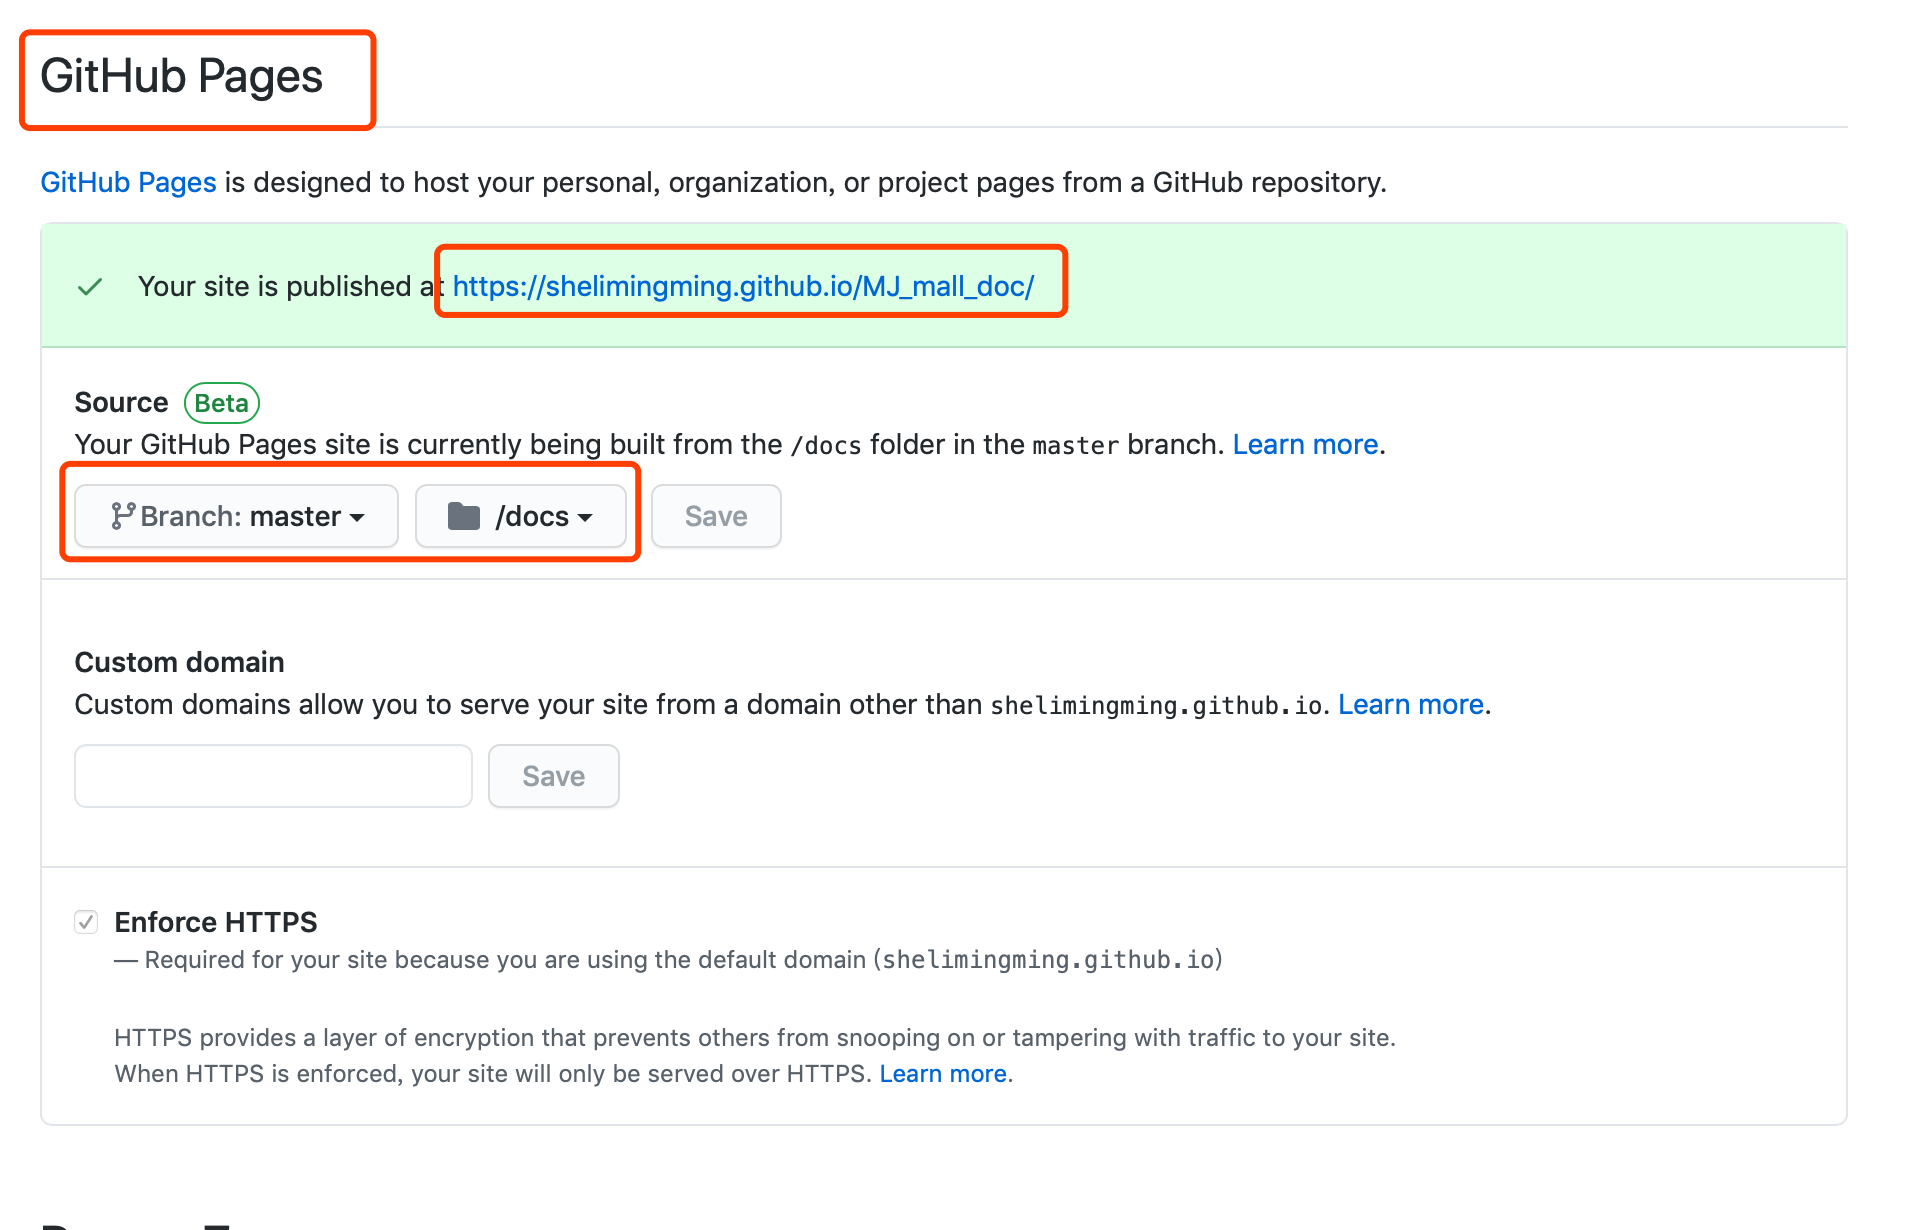 GitHub Pages
GitHub Pages is designed to host your personal, organization, or project pages from a GitHub repository.
Your site is published at https://shelimingming.github.io/MJ_mall_doc/
Source Beta
Your GitHub Pages site is currently being built from the /docs folder in the master branch. Learn more.
Branch: master /docs Save
Custom domain
Custom domains allow you to serve your site from a domain other than shelimingming.github.io. Learn more.
Save
Enforce HTTPS
— Required for your site because you are using the default domain (shelimingming.github.io)
HTTPS provides a layer of encryption that prevents others from snooping on or tampering with traffic to your site.
When HTTPS is enforced, your site will only be served over HTTPS. Learn more.